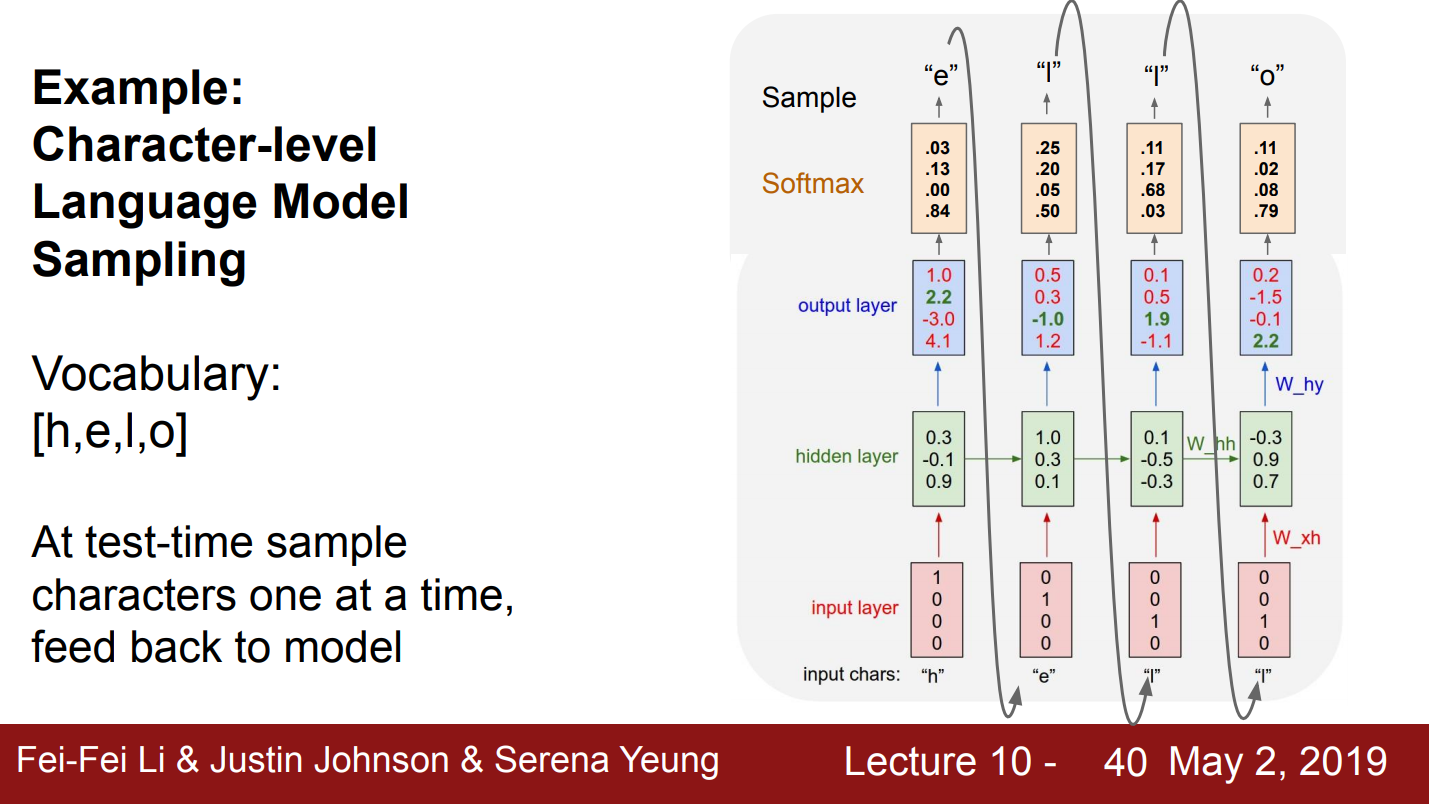 Example:
Character-level
Language Model
Sampling
Vocabulary:
[h,e,l,o]
At test-time sample
characters one at a time,
feed back to model
Sample
"e" "l" "l" "o"
Softmax
.03 .25 .11 .11
.13 .20 .17 .02
.00 .05 .68 .08
.84 .50 .03 .79
output layer
1.0 0.5 0.1 0.2
2.2 0.3 0.5 -1.5
-3.0 -1.0 1.9 -0.1
4.1 1.2 -1.1 2.2
W_hy
hidden layer
0.3 1.0 0.1 -0.3
-0.1 0.3 -0.5 0.9
0.9 0.1 -0.3 0.7
W_hh
W_xh
input layer
1 0 0 0
0 1 0 0
0 0 1 1
0 0 0 0
input chars: "h" "e" "l" "l"
Fei-Fei Li & Justin Johnson & Serena Yeung Lecture 10 - 40 May 2, 2019